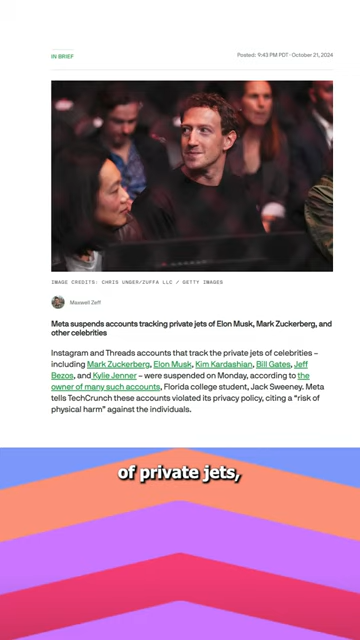 IN BRIEF
Posted: 9:43 PM PDT · October 21, 2024
IMAGE CREDITS: CHRIS UNGER/ZUFFA LLC / GETTY IMAGES
Maxwell Zeff
Meta suspends accounts tracking private jets of Elon Musk, Mark Zuckerberg, and
other celebrities
Instagram and Threads accounts that track the private jets of celebrities –
including Mark Zuckerberg, Elon Musk, Kim Kardashian, Bill Gates, Jeff
Bezos, and Kylie Jenner – were suspended on Monday, according to the
owner of many such accounts, Florida college student, Jack Sweeney. Meta
tells TechCrunch these accounts violated its privacy policy, citing a “risk of
physical harm” against the individuals.
of private jets,